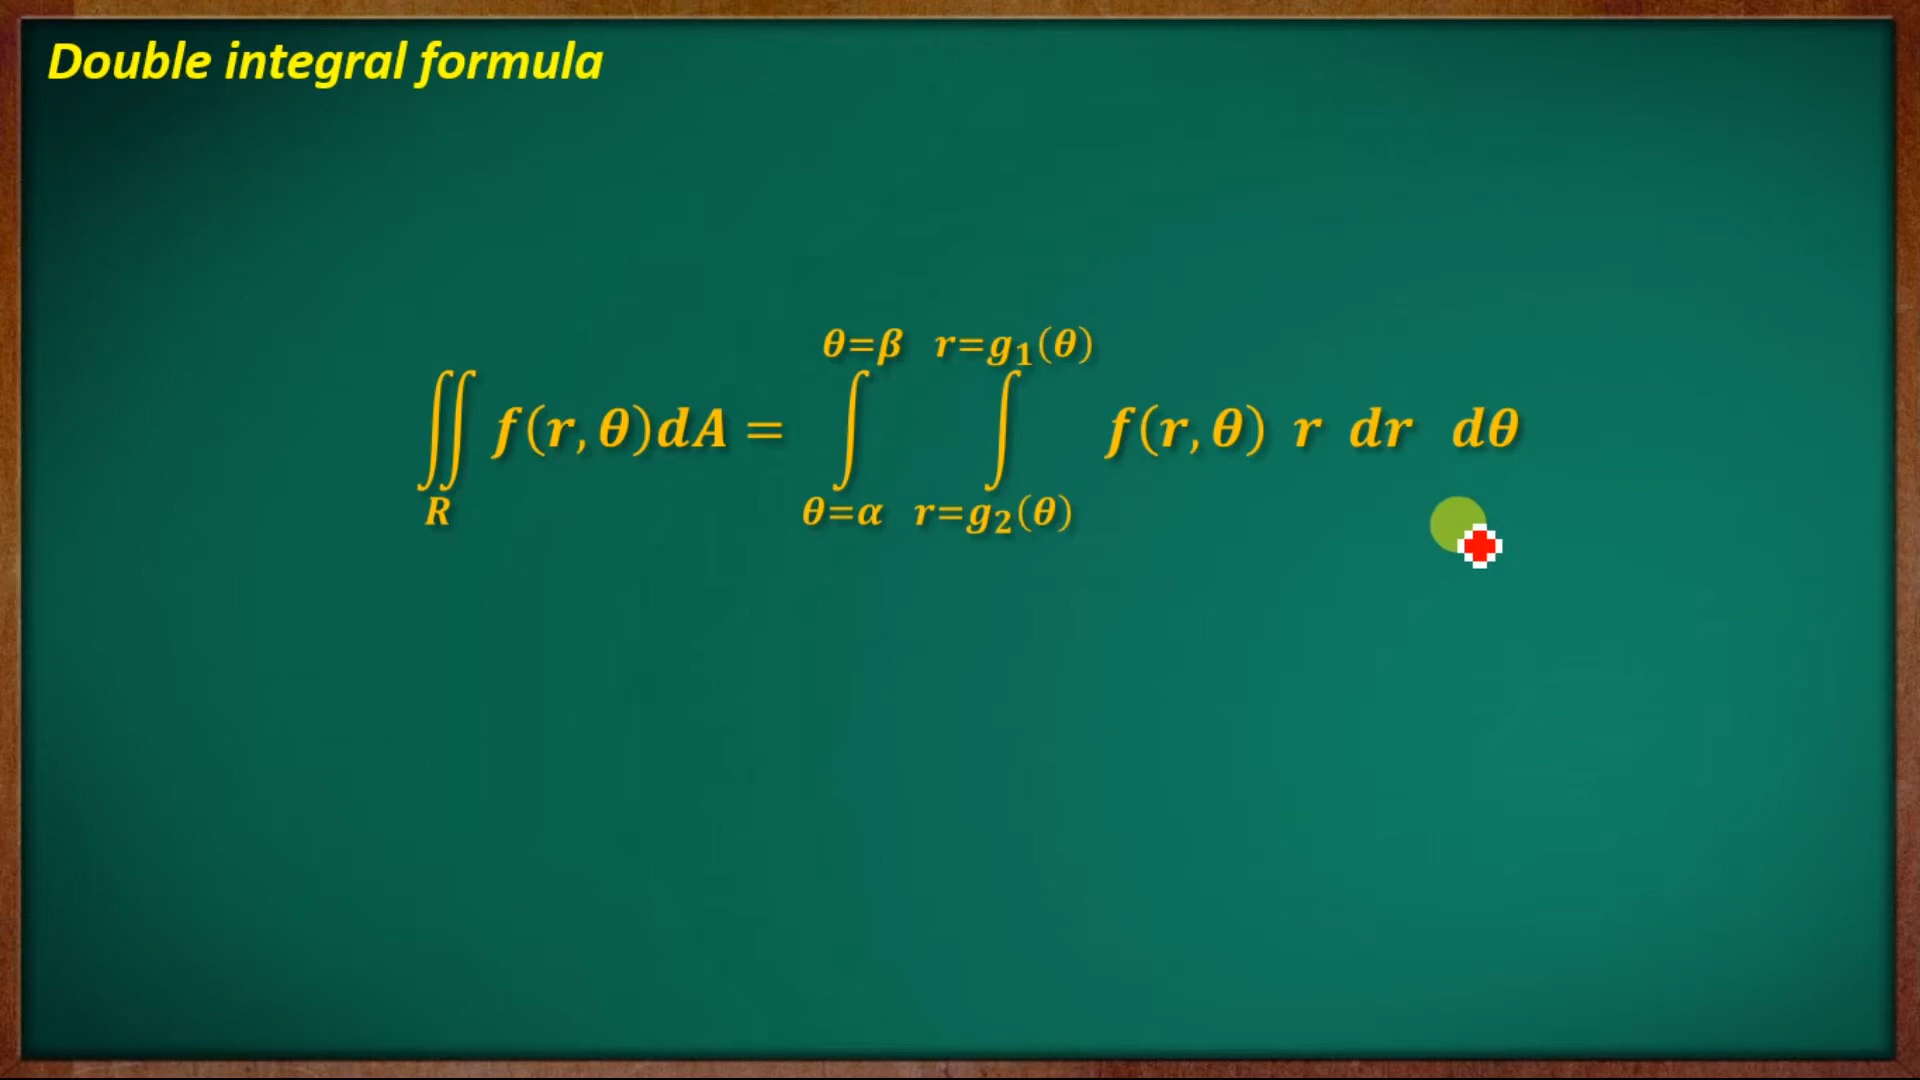 Double integral formula
θ=β r=g₁(θ)
∬ f(r,θ)dA = ∫ ∫ f(r,θ) r dr dθ
R θ=α r=g₂(θ)